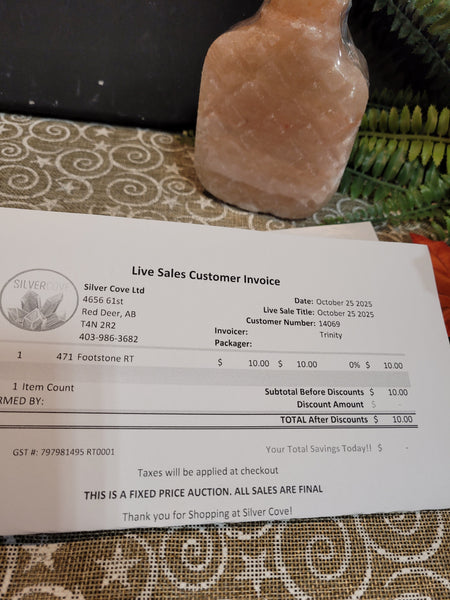 Live Sales Customer Invoice
SILVERCOVE
Silver Cove Ltd
4656 61st
Red Deer, AB
T4N 2R2
403-986-3682
Date: October 25 2025
Live Sale Title: October 25 2025
Customer Number: 14069
Invoicer: Trinity
Packager:
1 471 Footstone RT $ 10.00 $ 10.00 0% $ 10.00
1 Item Count
Subtotal Before Discounts $ 10.00
RMED BY:
Discount Amount $ -
TOTAL After Discounts $ 10.00
GST #: 797981495 RT0001
Your Total Savings Today!! $ -
Taxes will be applied at checkout
THIS IS A FIXED PRICE AUCTION. ALL SALES ARE FINAL
Thank you for Shopping at Silver Cove!